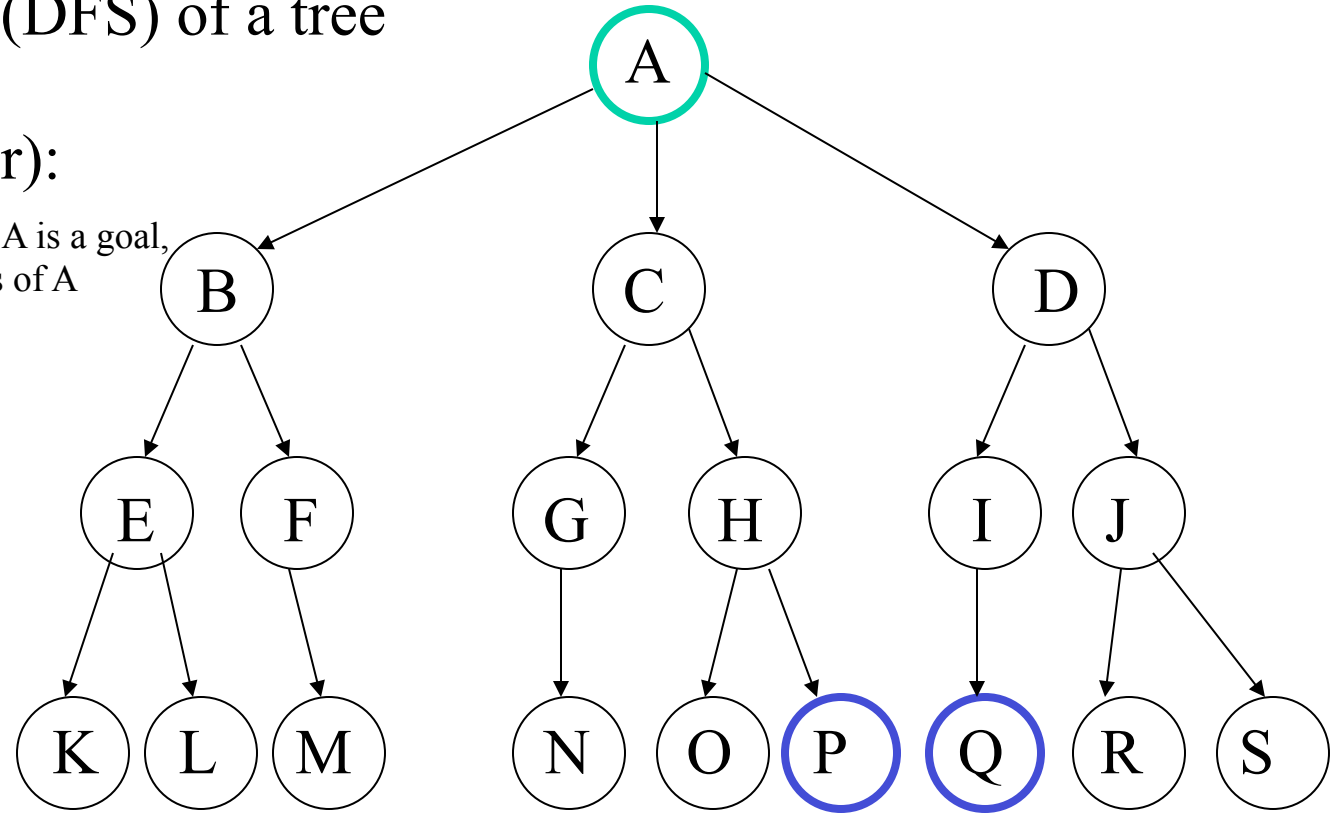 (DFS) of a tree
A
r):
A is a goal,
s of A
B C D
E F G H I J
K L M N O P Q R S